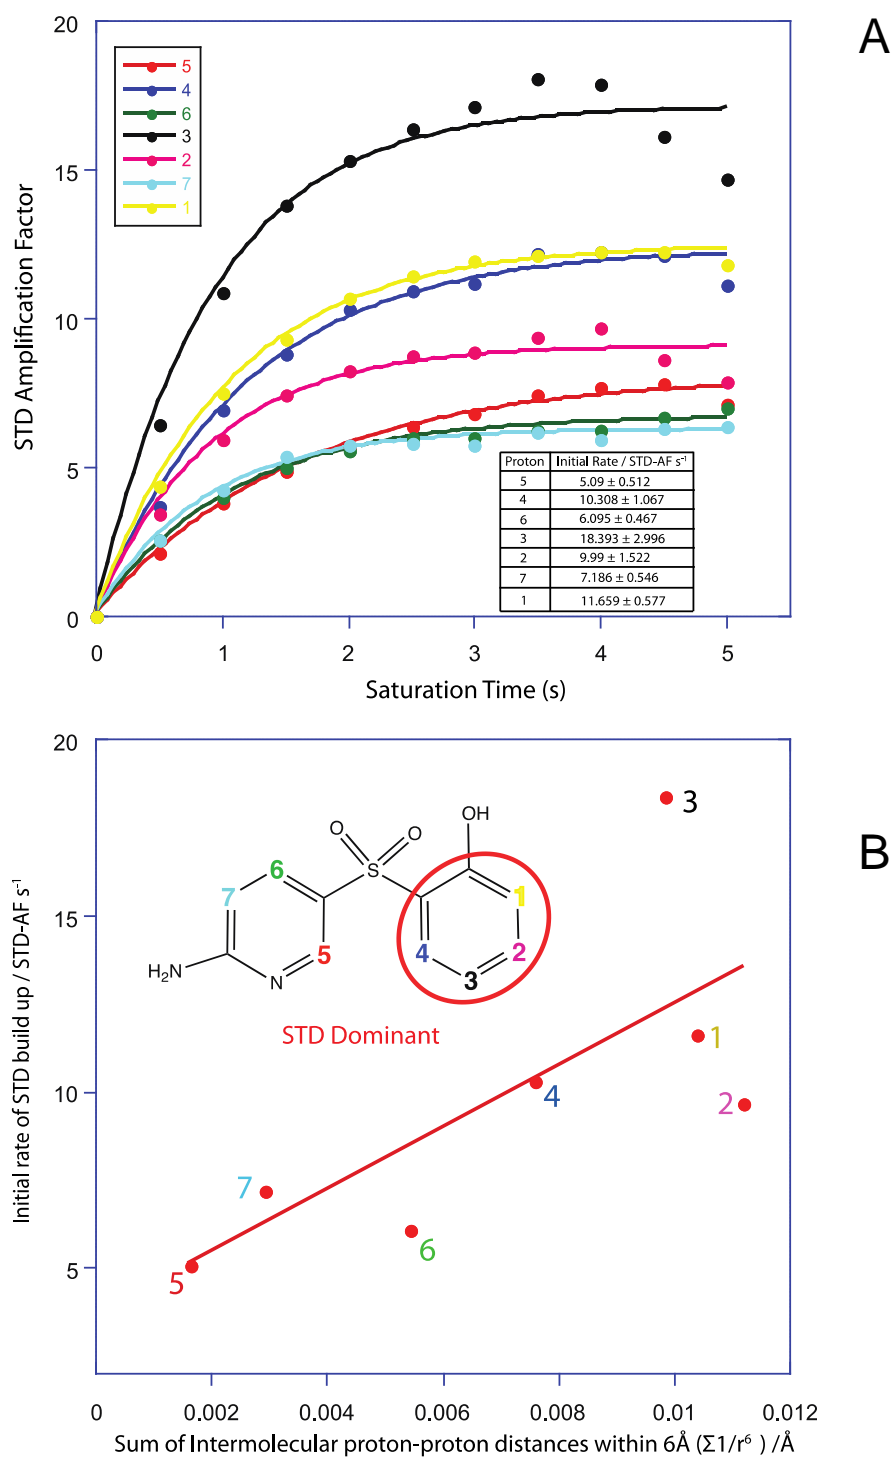 A
20
15
10
5
0
STD Amplification Factor
5
4
6
3
2
7
1
Proton Initial Rate / STD-AF s⁻¹
5 5.09 ± 0.512
4 10.308 ± 1.067
6 6.095 ± 0.467
3 18.393 ± 2.996
2 9.99 ± 1.522
7 7.186 ± 0.546
1 11.659 ± 0.577
0 1 2 3 4 5
Saturation Time (s)
B
20
15
10
5
Initial rate of STD build up / STD-AF s⁻¹
3
OH
O O
S
6
7
1
5
4
2
3
H₂N
N
STD Dominant
1
4
2
7
6
5
0 0.002 0.004 0.006 0.008 0.01 0.012
Sum of Intermolecular proton-proton distances within 6Å (Σ1/r⁶ ) /Å